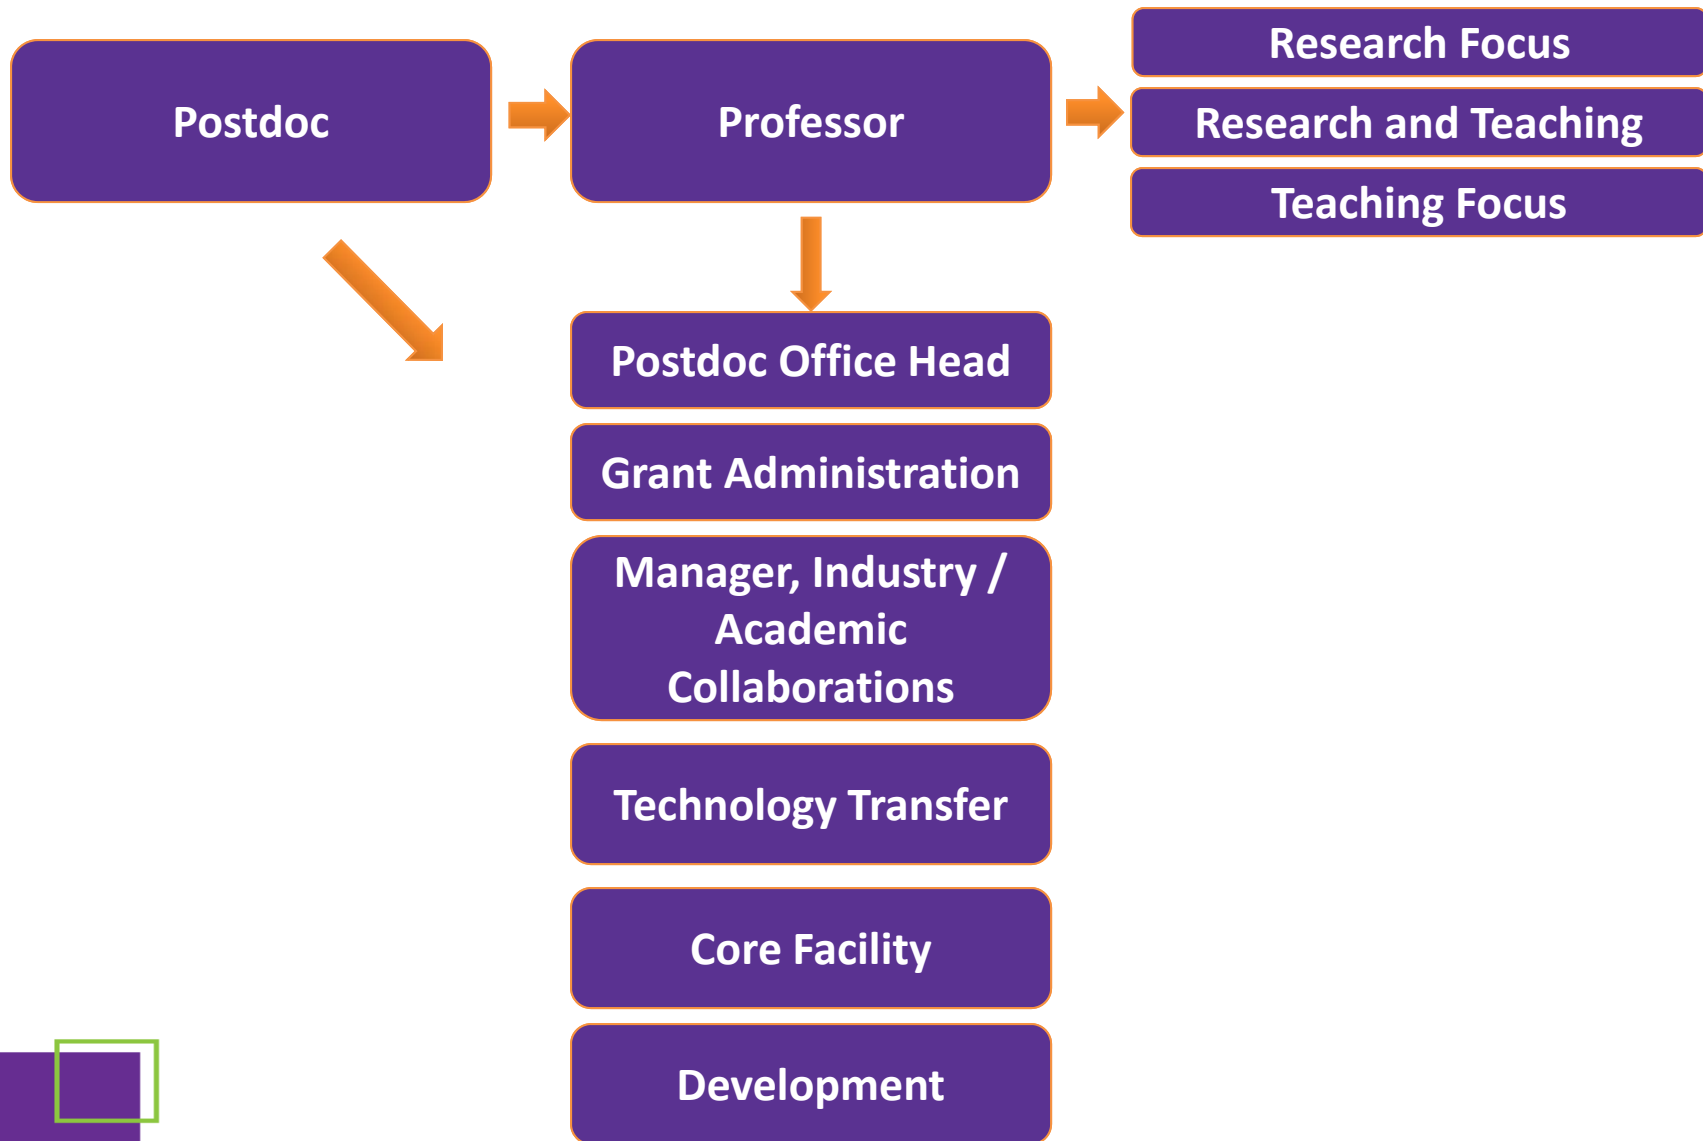 Postdoc
Professor
Research Focus
Research and Teaching
Teaching Focus
Postdoc Office Head
Grant Administration
Manager, Industry /
Academic
Collaborations
Technology Transfer
Core Facility
Development